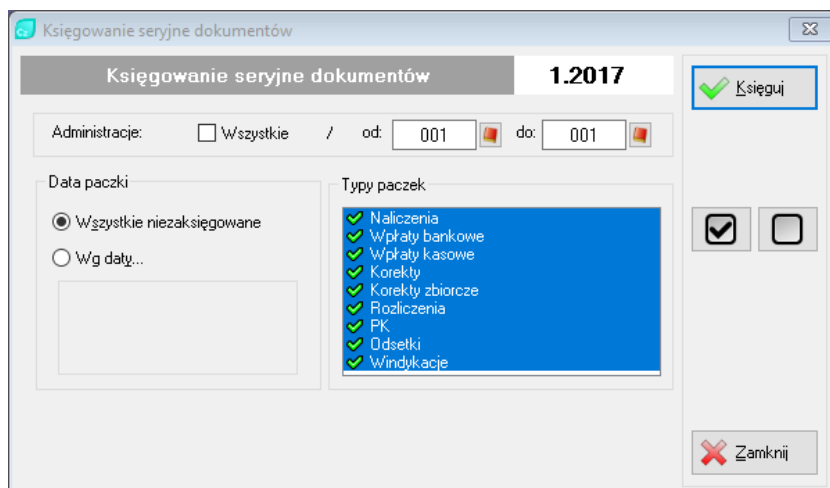 Księgowanie seryjne dokumentów
Księgowanie seryjne dokumentów 1.2017
Księguj
Administracje: Wszystkie / od: 001 do: 001
Data paczki
Wszystkie niezaksięgowane
Wg daty...
Typy paczek
Naliczenia
Wpłaty bankowe
Wpłaty kasowe
Korekty
Korekty zbiorcze
Rozliczenia
PK
Odsetki
Windykacje
Zamknij